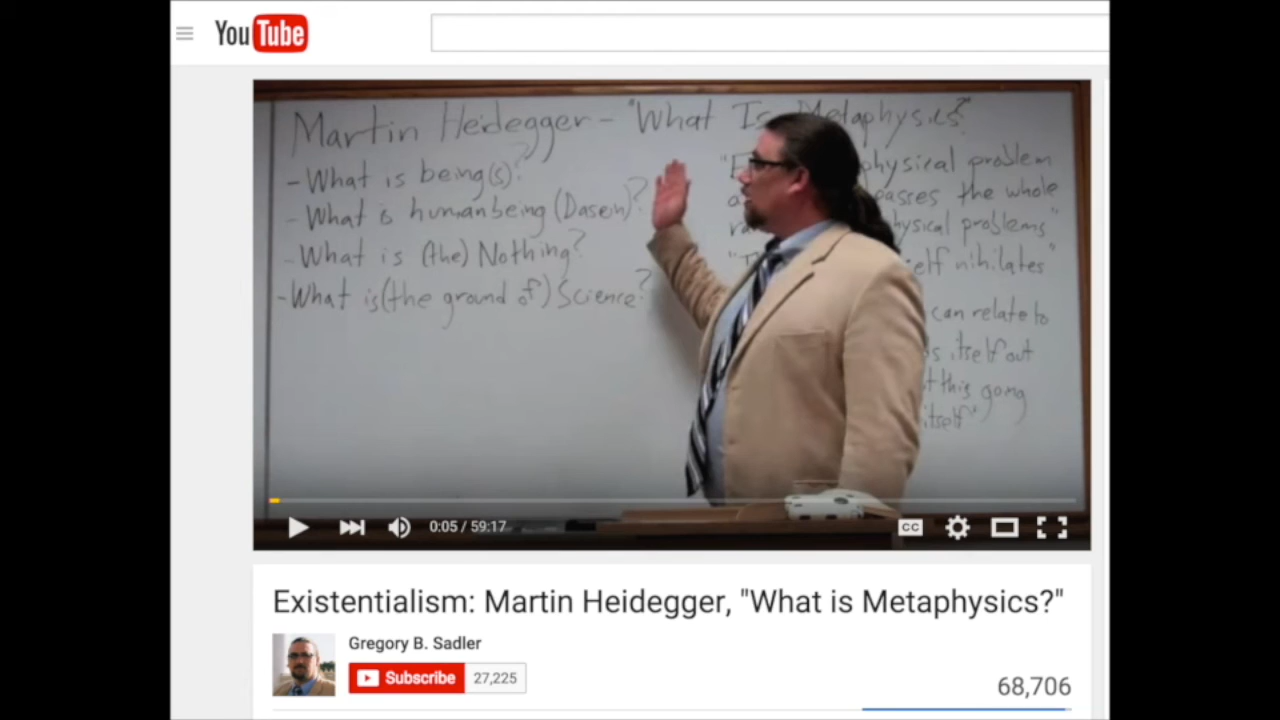 YouTube
Martin Heidegger - "What Is Metaphysics?"
- What is being(s)?
- What is human being (Dasein)?
- What is (the) Nothing?
- What is (the ground of) Science?
physical problem
the whole
physical problems"
nihilates"
can relate to
itself out
this going
itself"
0:05 / 59:17
CC
Existentialism: Martin Heidegger, "What is Metaphysics?"
Gregory B. Sadler
Subscribe 27,225
68,706